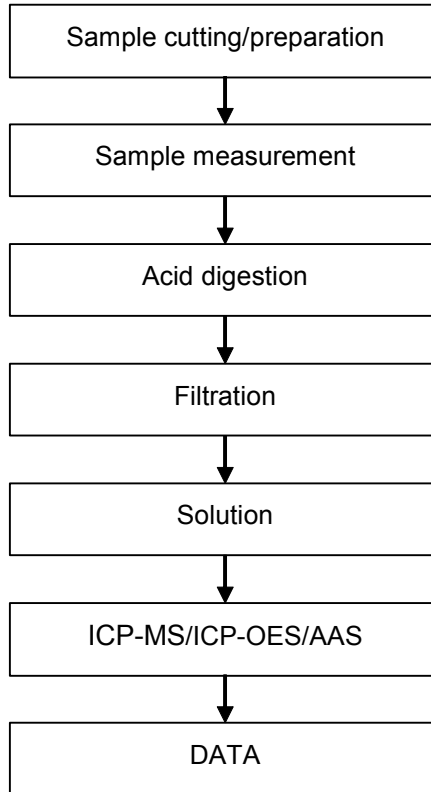 Sample cutting/preparation
Sample measurement
Acid digestion
Filtration
Solution
ICP-MS/ICP-OES/AAS
DATA